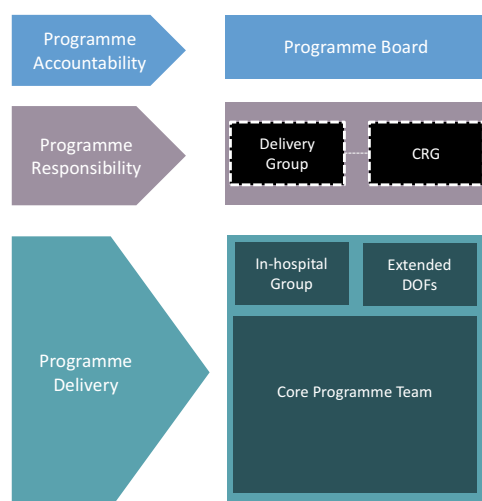 Programme
Accountability
Programme Board
Programme
Responsibility
Delivery
Group
CRG
In-hospital
Group
Extended
DOFs
Programme
Delivery
Core Programme Team